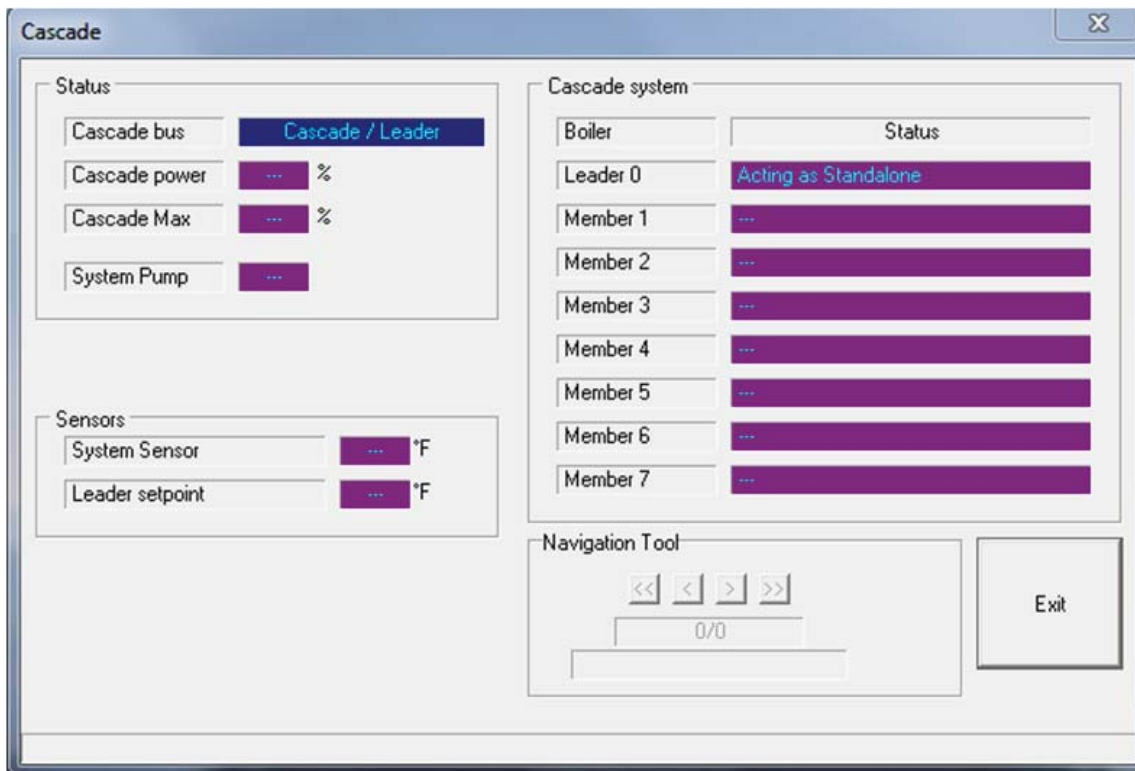 Cascade
Status
Cascade bus Cascade / Leader
Cascade power --- %
Cascade Max --- %
System Pump ---
Sensors
System Sensor --- °F
Leader setpoint --- °F
Cascade system
Boiler Status
Leader 0 Acting as Standalone
Member 1 ---
Member 2 ---
Member 3 ---
Member 4 ---
Member 5 ---
Member 6 ---
Member 7 ---
Navigation Tool
<< < > >>
0/0
Exit